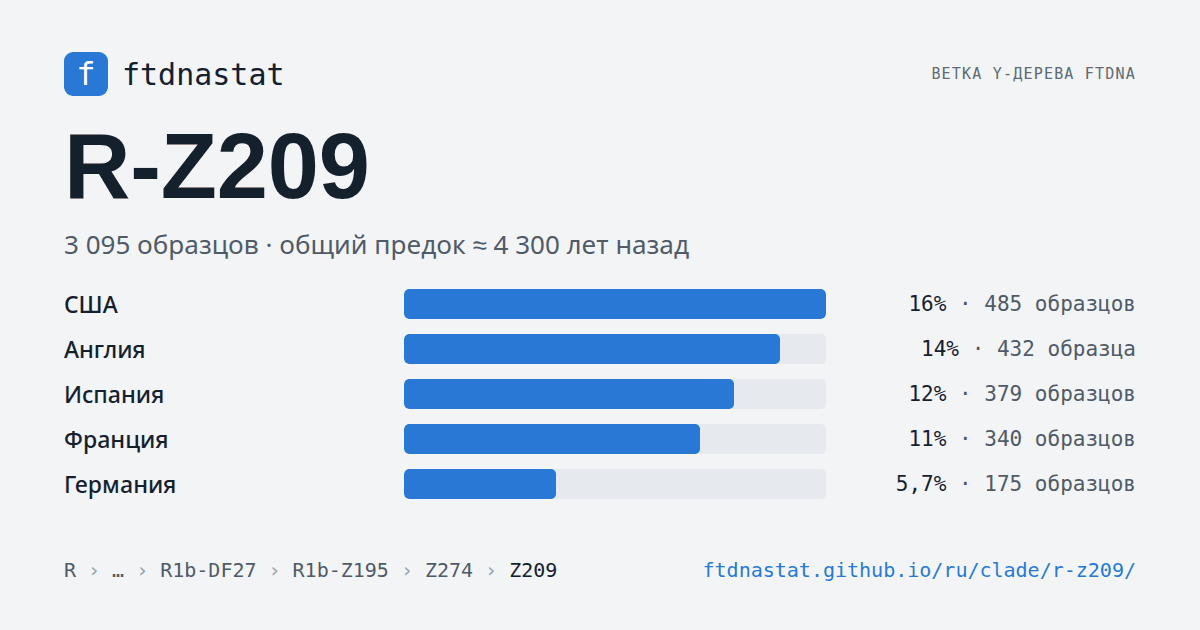 f ftdnastat
ВЕТКА Y-ДЕРЕВА FTDNA
R-Z209
3 095 образцов · общий предок ≈ 4 300 лет назад
США 16% · 485 образцов
Англия 14% · 432 образца
Испания 12% · 379 образцов
Франция 11% · 340 образцов
Германия 5,7% · 175 образцов
R › … › R1b-DF27 › R1b-Z195 › Z274 › Z209
ftdnastat.github.io/ru/clade/r-z209/